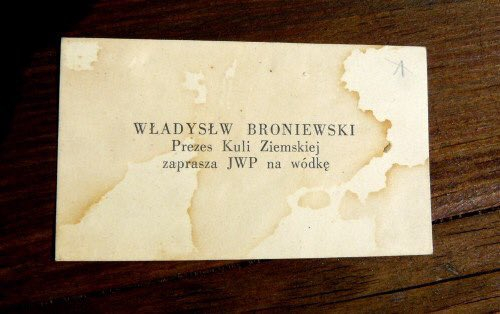 WŁADYSŁW BRONIEWSKI
Prezes Kuli Ziemskiej
zaprasza JWP na wódkę